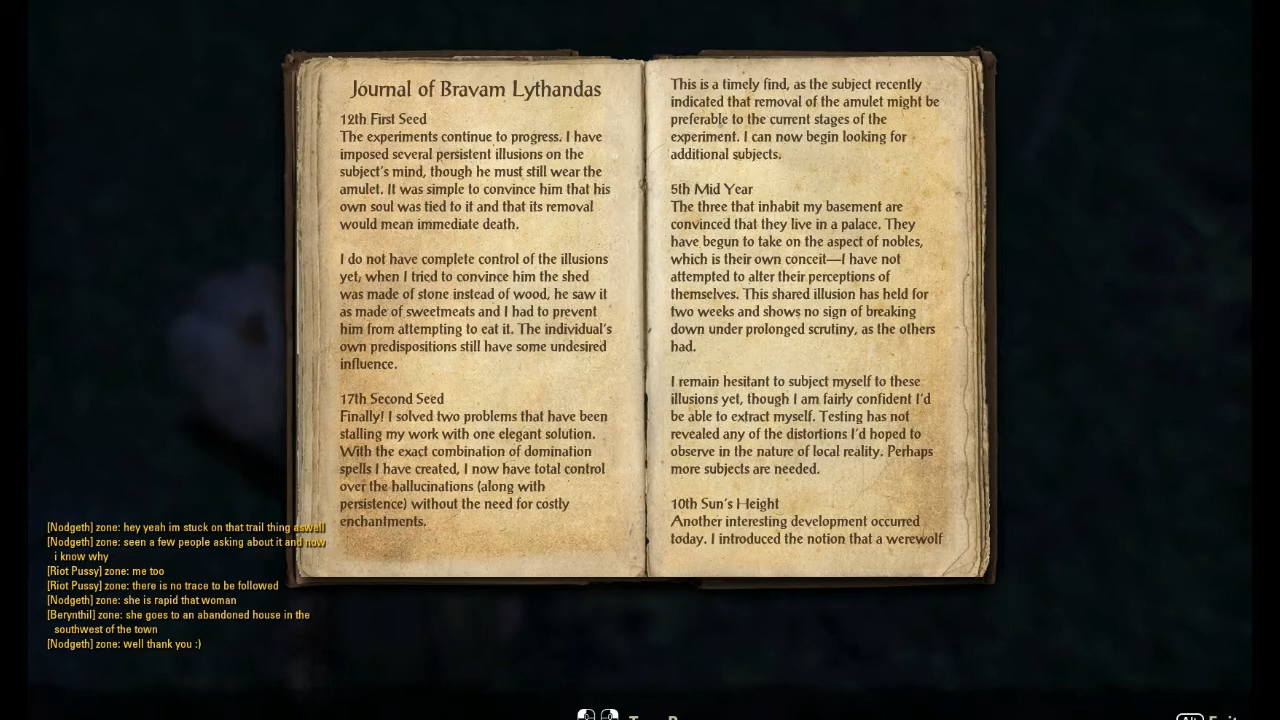 Journal of Bravam Lythandas
12th First Seed
The experiments continue to progress. I have
imposed several persistent illusions on the
subject's mind, though he must still wear the
amulet. It was simple to convince him that his
own soul was tied to it and that its removal
would mean immediate death.
I do not have complete control of the illusions
yet; when I tried to convince him the shed
was made of stone instead of wood, he saw it
as made of sweetmeats and I had to prevent
him from attempting to eat it. The individual's
own predispositions still have some undesired
influence.
17th Second Seed
Finally! I solved two problems that have been
stalling my work with one elegant solution.
With the exact combination of domination
spells I have created, I now have total control
over the hallucinations (along with
persistence) without the need for costly
enchantments.
This is a timely find, as the subject recently
indicated that removal of the amulet might be
preferable to the current stages of the
experiment. I can now begin looking for
additional subjects.
5th Mid Year
The three that inhabit my basement are
convinced that they live in a palace. They
have begun to take on the aspect of nobles,
which is their own conceit—I have not
attempted to alter their perceptions of
themselves. This shared illusion has held for
two weeks and shows no sign of breaking
down under prolonged scrutiny, as the others
had.
I remain hesitant to subject myself to these
illusions yet, though I am fairly confident I'd
be able to extract myself. Testing has not
revealed any of the distortions I'd hoped to
observe in the nature of local reality. Perhaps
more subjects are needed.
10th Sun's Height
Another interesting development occurred
today. I introduced the notion that a werewolf
[Nodgeth] zone: hey yeah im stuck on that trail thing aswell
[Nodgeth] zone: seen a few people asking about it and now
i know why
[Riot Pussy] zone: me too
[Riot Pussy] zone: there is no trace to be followed
[Nodgeth] zone: she is rapid that woman
[Berynthil] zone: she goes to an abandoned house in the
southwest of the town
[Nodgeth] zone: well thank you :)